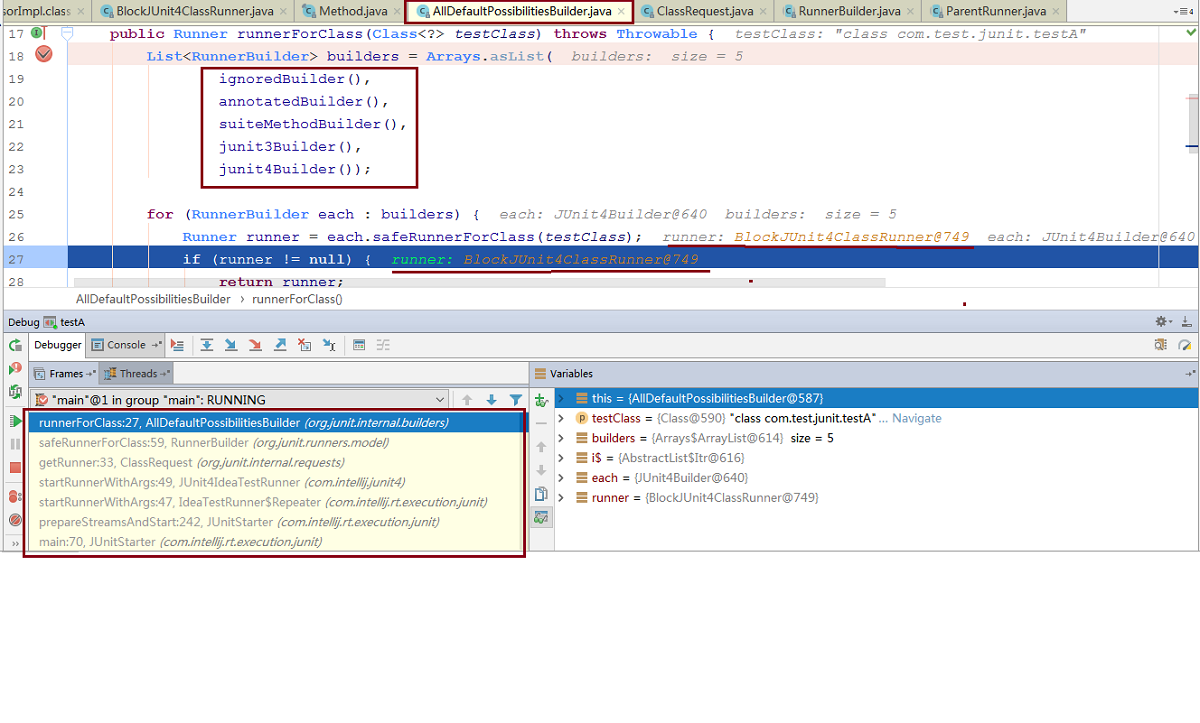 sorImpl.class × BlockJUnit4ClassRunner.java × Method.java × AllDefaultPossibilitiesBuilder.java × ClassRequest.java × RunnerBuilder.java × ParentRunner.java ×
17 public Runner runnerForClass(Class<?> testClass) throws Throwable { testClass: "class com.test.junit.testA"
18 List<RunnerBuilder> builders = Arrays.asList( builders: size = 5
19 ignoredBuilder(),
20 annotatedBuilder(),
21 suiteMethodBuilder(),
22 junit3Builder(),
23 junit4Builder());
24
25 for (RunnerBuilder each : builders) { each: JUnit4Builder@640 builders: size = 5
26 Runner runner = each.safeRunnerForClass(testClass); runner: BlockJUnit4ClassRunner@749 each: JUnit4Builder@640
27 if (runner != null) { runner: BlockJUnit4ClassRunner@749
28 return runner;
AllDefaultPossibilitiesBuilder › runnerForClass()
Debug testA
Debugger Console
Frames Threads Variables
"main"@1 in group "main": RUNNING
runnerForClass:27, AllDefaultPossibilitiesBuilder (org.junit.internal.builders)
safeRunnerForClass:59, RunnerBuilder (org.junit.runners.model)
getRunner:33, ClassRequest (org.junit.internal.requests)
startRunnerWithArgs:49, JUnit4IdeaTestRunner (com.intellij.junit4)
startRunnerWithArgs:47, IdeaTestRunner$Repeater (com.intellij.rt.execution.junit)
prepareStreamsAndStart:242, JUnitStarter (com.intellij.rt.execution.junit)
main:70, JUnitStarter (com.intellij.rt.execution.junit)
this = {AllDefaultPossibilitiesBuilder@587}
testClass = {Class@590} "class com.test.junit.testA" ... Navigate
builders = {Arrays$ArrayList@614} size = 5
i$ = {AbstractList$Itr@616}
each = {JUnit4Builder@640}
runner = {BlockJUnit4ClassRunner@749}